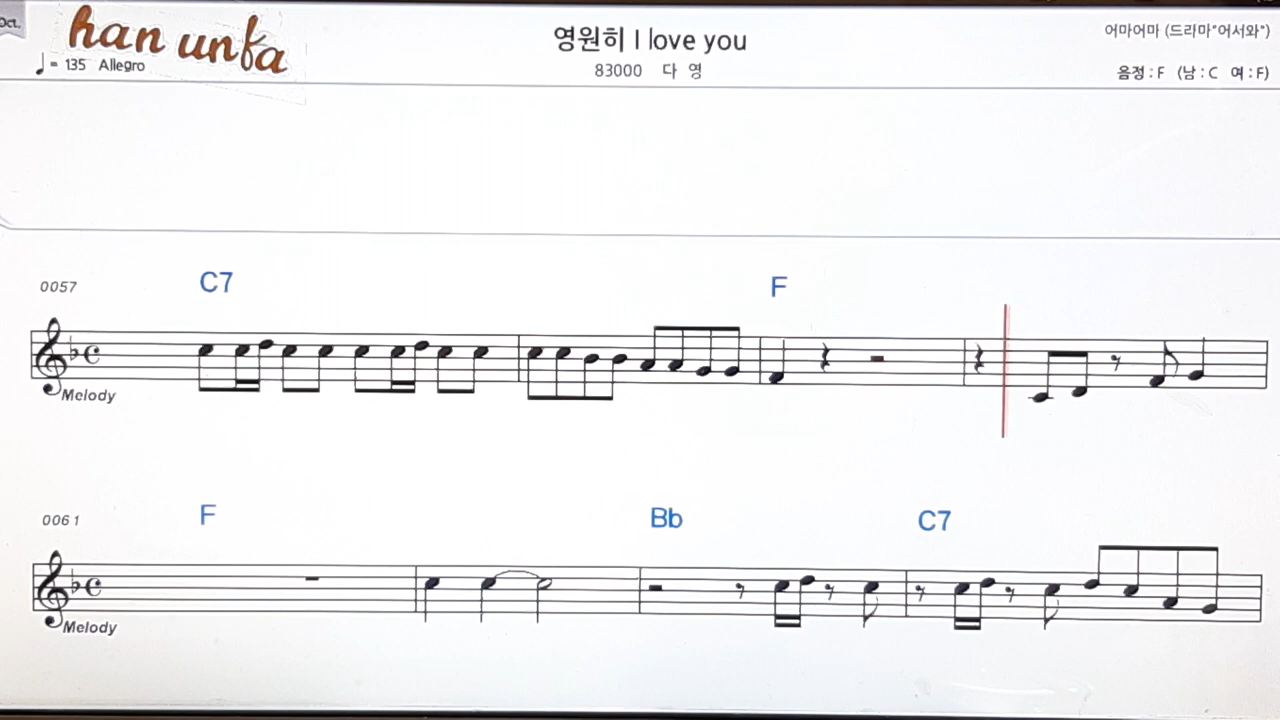 Oct.
han unfa
♩= 135 Allegro
영원히 I love you
83000 다 영
어마어마 (드라마"어서와")
음정 : F (남 : C 여 : F)
0057
C7 F
Melody
0061
F Bb C7
Melody